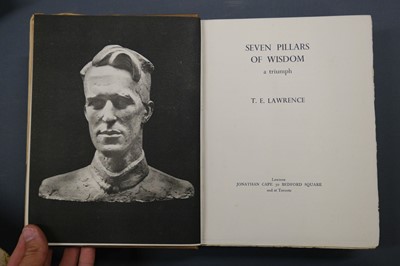 SEVEN PILLARS
OF WISDOM
a triumph
T. E. LAWRENCE
London
JONATHAN CAPE 30 BEDFORD SQUARE
and at Toronto